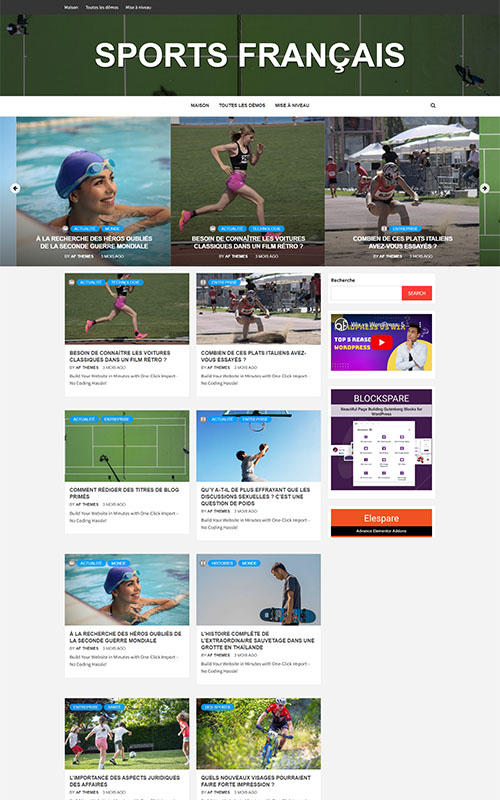 Maison Toutes les démos Mise à niveau
SPORTS FRANÇAIS
MAISON TOUTES LES DÉMOS MISE À NIVEAU
ACTUALITÉ MONDE
À LA RECHERCHE DES HÉROS OUBLIÉS
DE LA SECONDE GUERRE MONDIALE
BY AF THEMES 3 MOIS AGO
ACTUALITÉ TECHNOLOGIE
BESOIN DE CONNAÎTRE LES VOITURES
CLASSIQUES DANS UN FILM RÉTRO ?
BY AF THEMES 3 MOIS AGO
ENTREPRISE
COMBIEN DE CES PLATS ITALIENS
AVEZ-VOUS ESSAYÉS ?
BY AF THEMES 3 MOIS AGO
ACTUALITÉ TECHNOLOGIE
BESOIN DE CONNAÎTRE LES VOITURES
CLASSIQUES DANS UN FILM RÉTRO ?
BY AF THEMES 3 MOIS AGO
Build Your Website in Minutes with One-Click Import –
No Coding Hassle!
ENTREPRISE
COMBIEN DE CES PLATS ITALIENS AVEZ-
VOUS ESSAYÉS ?
BY AF THEMES 3 MOIS AGO
Build Your Website in Minutes with One-Click Import –
No Coding Hassle!
Recherche
SEARCH
TOP 5 REASO
WORDPRESS
BLOCKSPARE
Beautiful Page Building Gutenberg Blocks for
WordPress
Elespare
Advance Elementor Addons
ACTUALITÉ ENTREPRISE
COMMENT RÉDIGER DES TITRES DE BLOG
PRIMÉS
BY AF THEMES 3 MOIS AGO
Build Your Website in Minutes with One-Click Import –
No Coding Hassle!
ACTUALITÉ ENTREPRISE
QU'Y A-T-IL DE PLUS EFFRAYANT QUE LES
DISCUSSIONS SEXUELLES ? C'EST UNE
QUESTION DE POIDS
BY AF THEMES 3 MOIS AGO
Build Your Website in Minutes with One-Click Import –
No Coding Hassle!
ACTUALITÉ MONDE
À LA RECHERCHE DES HÉROS OUBLIÉS DE
LA SECONDE GUERRE MONDIALE
BY AF THEMES 3 MOIS AGO
Build Your Website in Minutes with One-Click Import –
No Coding Hassle!
HISTOIRES MONDE
L'HISTOIRE COMPLÈTE DE
L'EXTRAORDINAIRE SAUVETAGE DANS UNE
GROTTE EN THAÏLANDE
BY AF THEMES 3 MOIS AGO
Build Your Website in Minutes with One-Click Import –
No Coding Hassle!
ENTREPRISE SANTÉ
L'IMPORTANCE DES ASPECTS JURIDIQUES
DES AFFAIRES
BY AF THEMES 3 MOIS AGO
DES SPORTS
QUELS NOUVEAUX VISAGES POURRAIENT
FAIRE FORTE IMPRESSION ?
BY AF THEMES 3 MOIS AGO